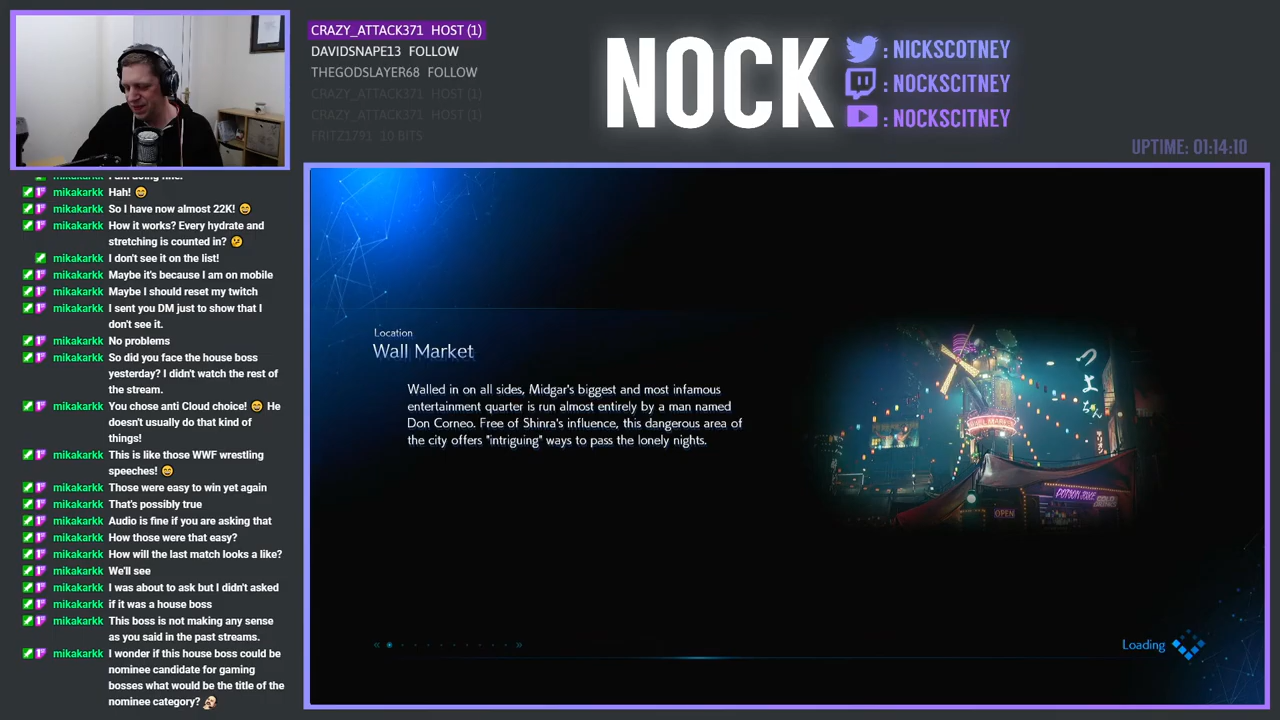 CRAZY_ATTACK371 HOST (1)
DAVIDSNAPE13 FOLLOW
THEGODSLAYER68 FOLLOW
CRAZY_ATTACK371 HOST (1)
CRAZY_ATTACK371 HOST (1)
FRITZ1791 10 BITS
NOCK
: NICKSCOTNEY
: NOCKSCITNEY
: NOCKSCITNEY
UPTIME: 01:14:10
mikakarkk Hah!
mikakarkk So I have now almost 22K!
mikakarkk How it works? Every hydrate and
stretching is counted in?
mikakarkk I don't see it on the list!
mikakarkk Maybe it's because I am on mobile
mikakarkk Maybe I should reset my twitch
mikakarkk I sent you DM just to show that I
don't see it.
mikakarkk No problems
mikakarkk So did you face the house boss
yesterday? I didn't watch the rest of
the stream.
mikakarkk You chose anti Cloud choice! He
doesn't usually do that kind of
things!
mikakarkk This is like those WWF wrestling
speeches!
mikakarkk Those were easy to win yet again
mikakarkk That's possibly true
mikakarkk Audio is fine if you are asking that
mikakarkk How those were that easy?
mikakarkk How will the last match looks a like?
mikakarkk We'll see
mikakarkk I was about to ask but I didn't asked
mikakarkk if it was a house boss
mikakarkk This boss is not making any sense
as you said in the past streams.
mikakarkk I wonder if this house boss could be
nominee candidate for gaming
bosses what would be the title of the
nominee category?
Location
Wall Market
Walled in on all sides, Midgar's biggest and most infamous
entertainment quarter is run almost entirely by a man named
Don Corneo. Free of Shinra's influence, this dangerous area of
the city offers "intriguing" ways to pass the lonely nights.
OPEN
Loading